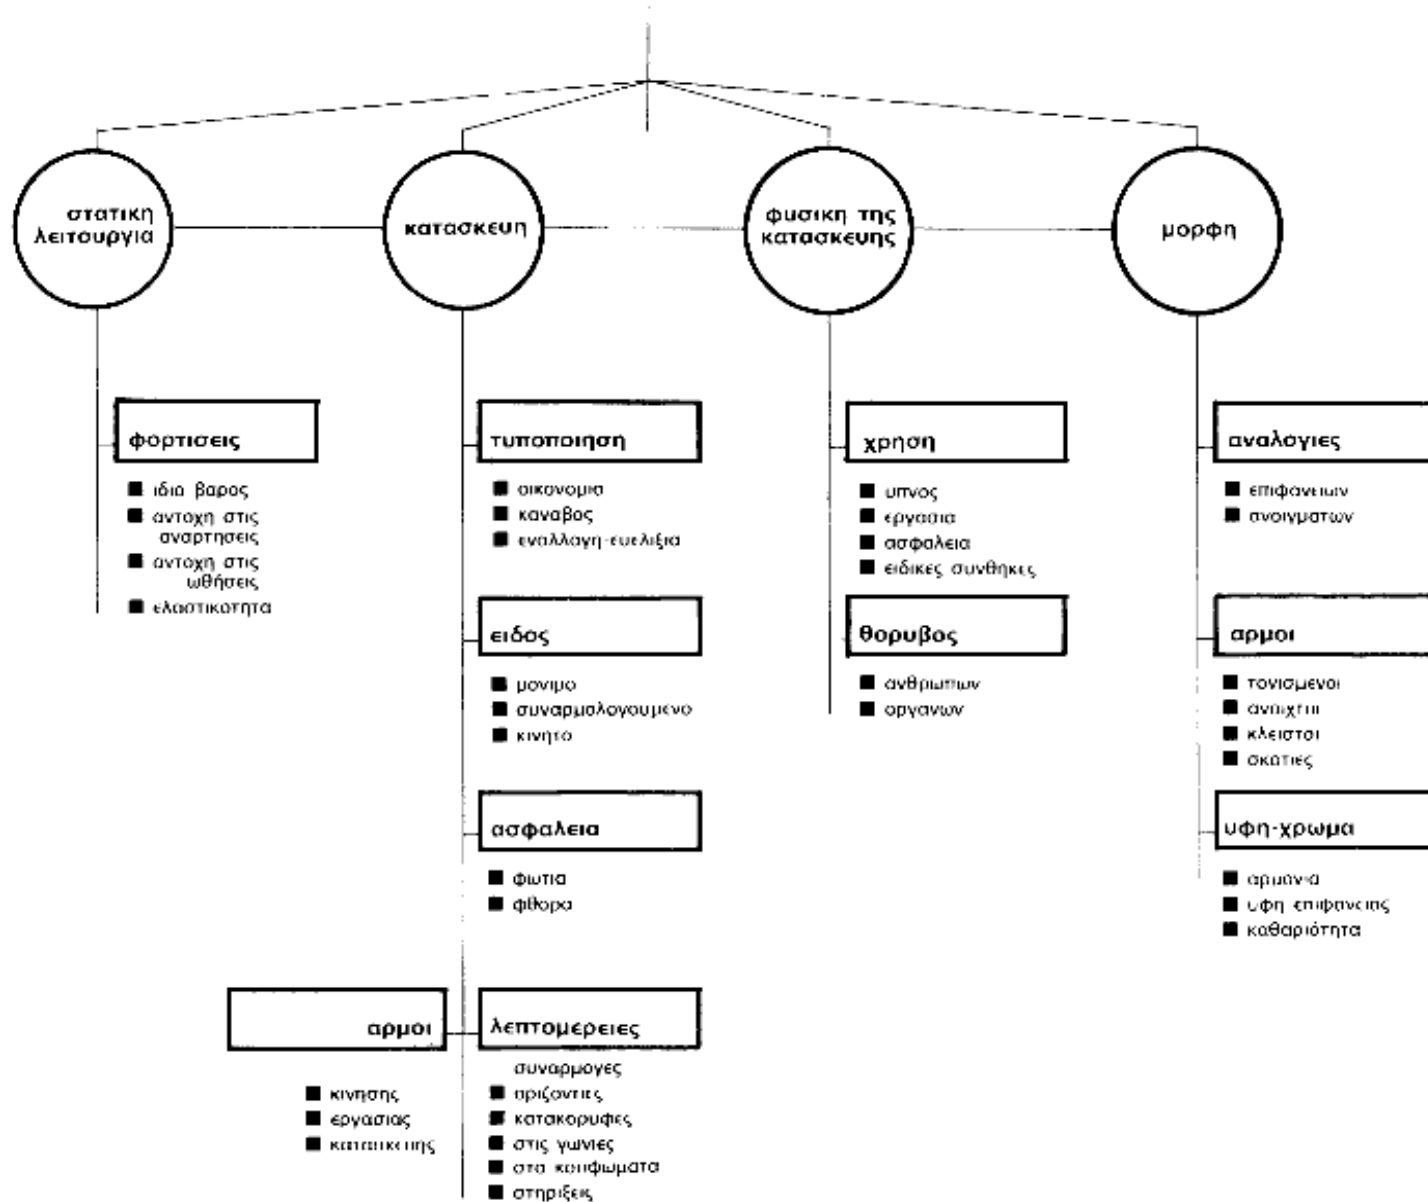 στατικη
λειτουργια
κατασκευη
φυσικη της
κατασκευης
μορφη
φορτισεις
■ ιδιο βαρος
■ αντοχη στις
αναρτησεις
■ αντοχη στις
ωθήσεις
■ ελαστικοτητα
τυποποιηση
■ οικονομια
■ καναβος
■ εναλλαγη-ευελιξια
ειδος
■ μονιμο
■ συναρμολογουμενο
■ κινητο
ασφαλεια
■ φωτια
■ φθορα
αρμοι
■ κινησης
■ εργασιας
■ κατασκευης
λεπτομερειες
συναρμογες
■ οριζοντιες
■ κατακορυφες
■ στις γωνιες
■ στα κουφωματα
■ στηριξεις
χρηση
■ υπνος
■ εργασια
■ ασφαλεια
■ ειδικες συνθηκες
θορυβος
■ ανθρωπων
■ οργανων
αναλογιες
■ επιφανειων
■ ανοιγματων
αρμοι
■ τονισμενοι
■ ανοιχτοι
■ κλειστοι
■ σκοτιες
υφη-χρωμα
■ αρμονια
■ υφη επιφανειας
■ καθαριότητα